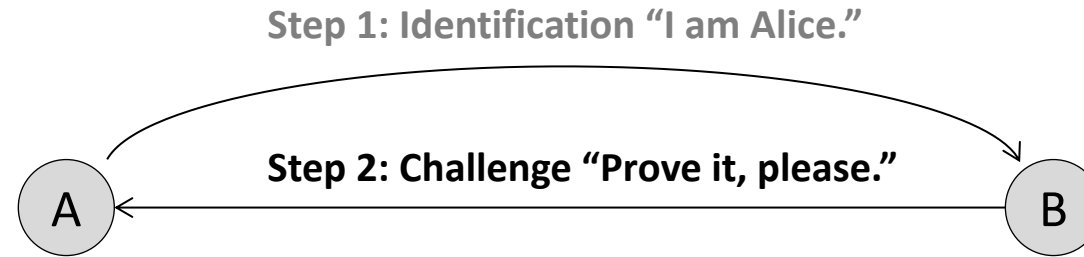 Step 1: Identification “I am Alice.”
Step 2: Challenge “Prove it, please.”
A
B